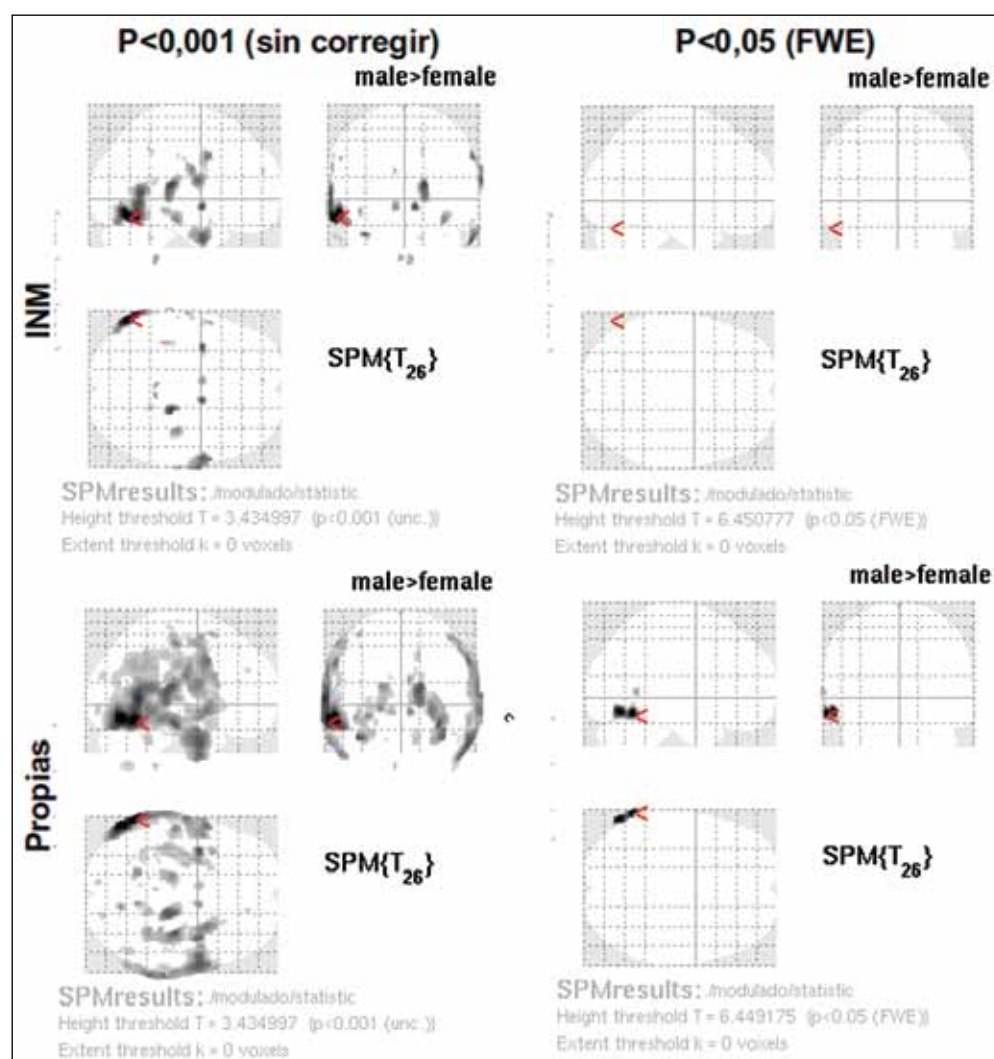 P<0,001 (sin corregir)
P<0,05 (FWE)
INM
male>female
SPM{T26}
SPMresults: ./modulado/statistic
Height threshold T = 3.434997 {p<0.001 (unc.)}
Extent threshold k = 0 voxels
male>female
SPM{T26}
SPMresults: ./modulado/statistic
Height threshold T = 6.450777 {p<0.05 (FWE)}
Extent threshold k = 0 voxels
Propias
male>female
SPM{T26}
SPMresults: ./modulado/statistic
Height threshold T = 3.434997 {p<0.001 (unc.)}
Extent threshold k = 0 voxels
male>female
SPM{T26}
SPMresults: ./modulado/statistic
Height threshold T = 6.449175 {p<0.05 (FWE)}
Extent threshold k = 0 voxels